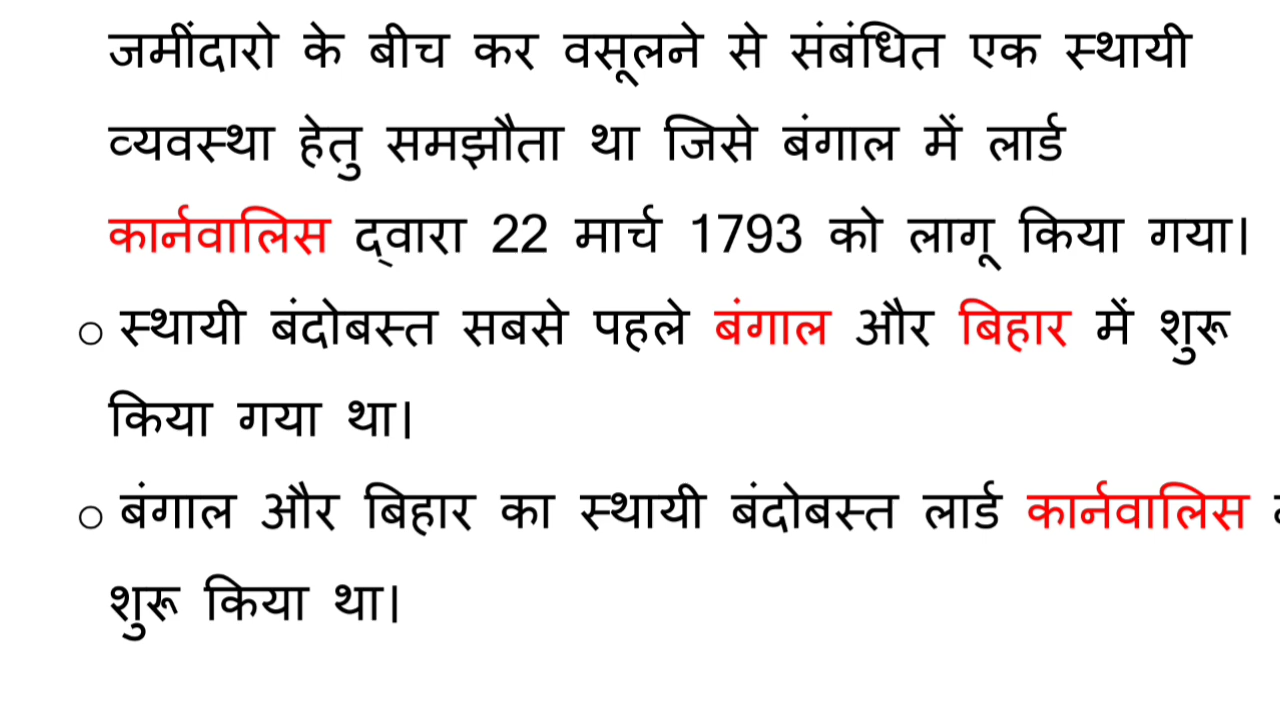 जमींदारो के बीच कर वसूलने से संबंधित एक स्थायी
व्यवस्था हेतु समझौता था जिसे बंगाल में लार्ड
कार्नवालिस द्वारा 22 मार्च 1793 को लागू किया गया।
○ स्थायी बंदोबस्त सबसे पहले बंगाल और बिहार में शुरू
किया गया था।
○ बंगाल और बिहार का स्थायी बंदोबस्त लार्ड कार्नवालिस
शुरू किया था।